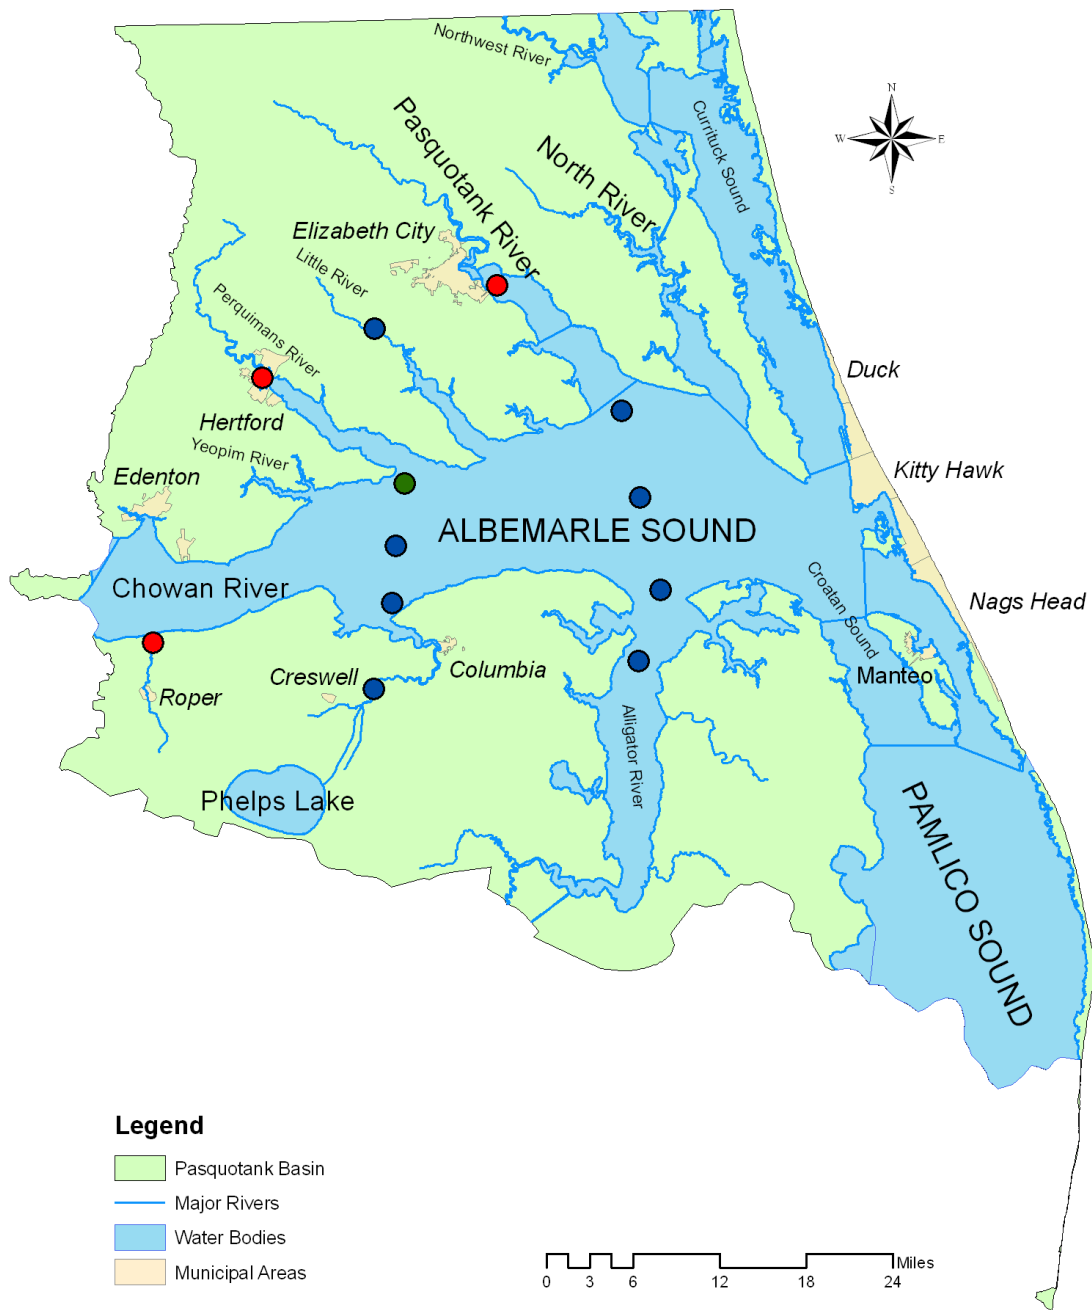 Northwest River
N
W
E
S
Currituck Sound
Pasquotank River
North River
Elizabeth City
Little River
Perquimans River
Duck
Hertford
Yeopim River
Edenton
Kitty Hawk
ALBEMARLE SOUND
Chowan River
Croatan Sound
Nags Head
Columbia
Creswell
Manteo
Roper
Alligator River
Phelps Lake
PAMLICO SOUND
Legend
Pasquotank Basin
Major Rivers
Water Bodies
Municipal Areas
Miles
0 3 6 12 18 24